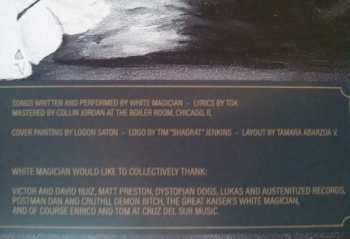 SONGS WRITTEN AND PERFORMED BY WHITE MAGICIAN - LYRICS BY TGK
MASTERED BY COLLIN JORDAN AT THE BOILER ROOM, CHICAGO IL
COVER PAINTING BY LOGON SATON - LOGO BY TIM "SHAGRAT" JENKINS - LAYOUT BY TAMARA ABARZÚA V.
WHITE MAGICIAN WOULD LIKE TO COLLECTIVELY THANK:
VICTOR AND DAVID RUIZ, MATT PRESTON, DYSTOPIAN DOGS, LUKAS AND AUSTENITIZED RECORDS,
POSTMAN DAN AND CRUTHU, DEMON BITCH, THE GREAT KAISER'S WHITE MAGICIAN,
AND OF COURSE ENRICO AND TOM AT CRUZ DEL SUR MUSIC.